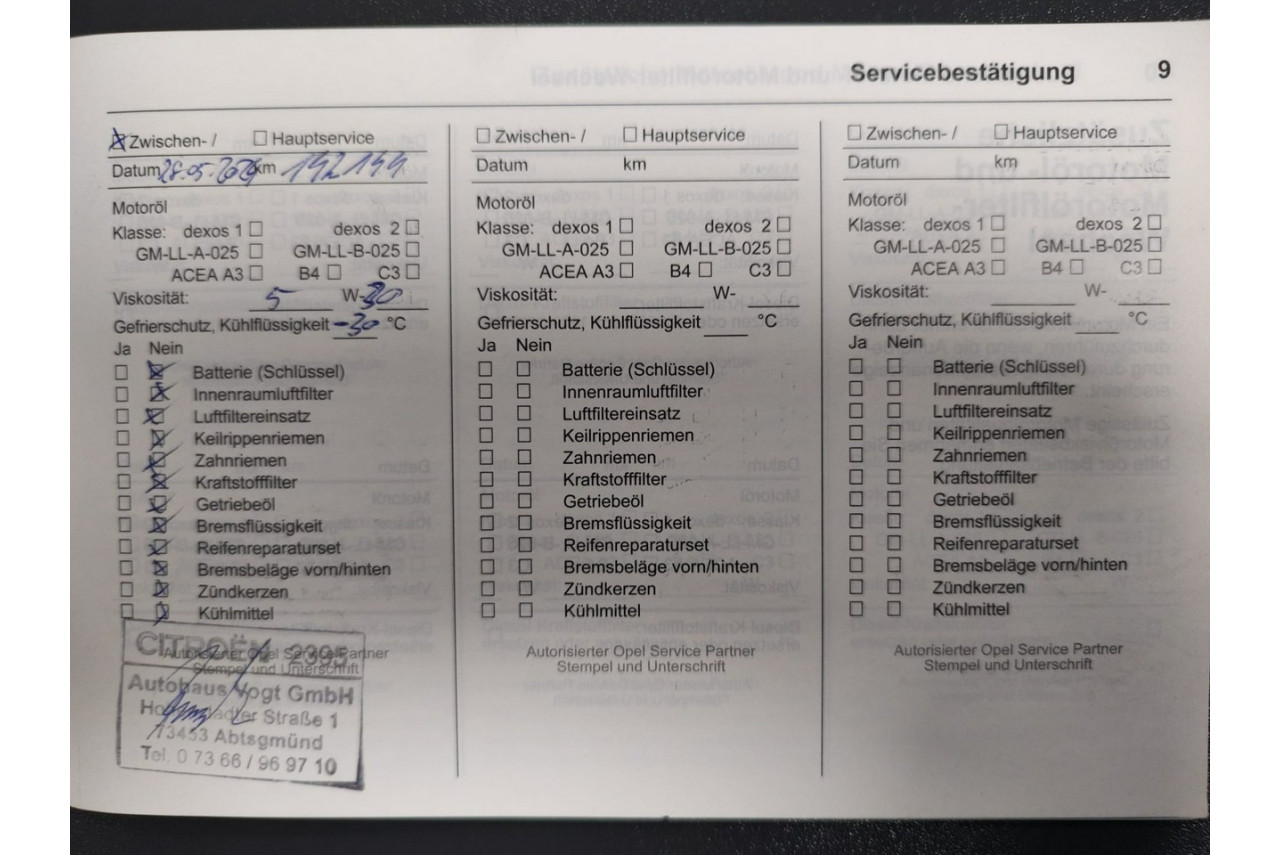 Servicebestätigung 9
☒ Zwischen- / ☐ Hauptservice
Datum 28.05. km
Motoröl
Klasse: dexos 1 ☐ dexos 2 ☐
GM-LL-A-025 ☐ GM-LL-B-025 ☐
ACEA A3 ☐ B4 ☐ C3 ☐
Viskosität: 5 W-30
Gefrierschutz, Kühlflüssigkeit -30 °C
Ja Nein
☐ ☒ Batterie (Schlüssel)
☐ ☒ Innenraumluftfilter
☐ ☒ Luftfiltereinsatz
☐ ☒ Keilrippenriemen
☐ ☒ Zahnriemen
☐ ☒ Kraftstofffilter
☐ ☒ Getriebeöl
☐ ☒ Bremsflüssigkeit
☐ ☒ Reifenreparaturset
☐ ☒ Bremsbeläge vorn/hinten
☐ ☒ Zündkerzen
☐ ☒ Kühlmittel
Autorisierter Opel Service Partner
Stempel und Unterschrift
CITROËN 2395
Autohaus Vogt GmbH
Straße 1
73453 Abtsgmünd
Tel. 0 73 66 / 96 97 10
☐ Zwischen- / ☐ Hauptservice
Datum km
Motoröl
Klasse: dexos 1 ☐ dexos 2 ☐
GM-LL-A-025 ☐ GM-LL-B-025 ☐
ACEA A3 ☐ B4 ☐ C3 ☐
Viskosität: W-
Gefrierschutz, Kühlflüssigkeit °C
Ja Nein
☐ ☐ Batterie (Schlüssel)
☐ ☐ Innenraumluftfilter
☐ ☐ Luftfiltereinsatz
☐ ☐ Keilrippenriemen
☐ ☐ Zahnriemen
☐ ☐ Kraftstofffilter
☐ ☐ Getriebeöl
☐ ☐ Bremsflüssigkeit
☐ ☐ Reifenreparaturset
☐ ☐ Bremsbeläge vorn/hinten
☐ ☐ Zündkerzen
☐ ☐ Kühlmittel
Autorisierter Opel Service Partner
Stempel und Unterschrift
☐ Zwischen- / ☐ Hauptservice
Datum km
Motoröl
Klasse: dexos 1 ☐ dexos 2 ☐
GM-LL-A-025 ☐ GM-LL-B-025 ☐
ACEA A3 ☐ B4 ☐ C3 ☐
Viskosität: W-
Gefrierschutz, Kühlflüssigkeit °C
Ja Nein
☐ ☐ Batterie (Schlüssel)
☐ ☐ Innenraumluftfilter
☐ ☐ Luftfiltereinsatz
☐ ☐ Keilrippenriemen
☐ ☐ Zahnriemen
☐ ☐ Kraftstofffilter
☐ ☐ Getriebeöl
☐ ☐ Bremsflüssigkeit
☐ ☐ Reifenreparaturset
☐ ☐ Bremsbeläge vorn/hinten
☐ ☐ Zündkerzen
☐ ☐ Kühlmittel
Autorisierter Opel Service Partner
Stempel und Unterschrift